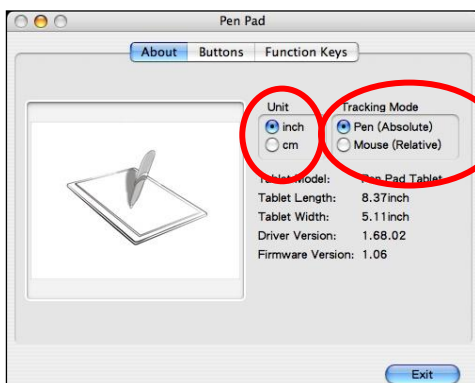 Pen Pad
About Buttons Function Keys
Unit Tracking Mode
inch Pen (Absolute)
cm Mouse (Relative)
Tablet Model: Pen Pad Tablet
Tablet Length: 8.37inch
Tablet Width: 5.11inch
Driver Version: 1.68.02
Firmware Version: 1.06
Exit